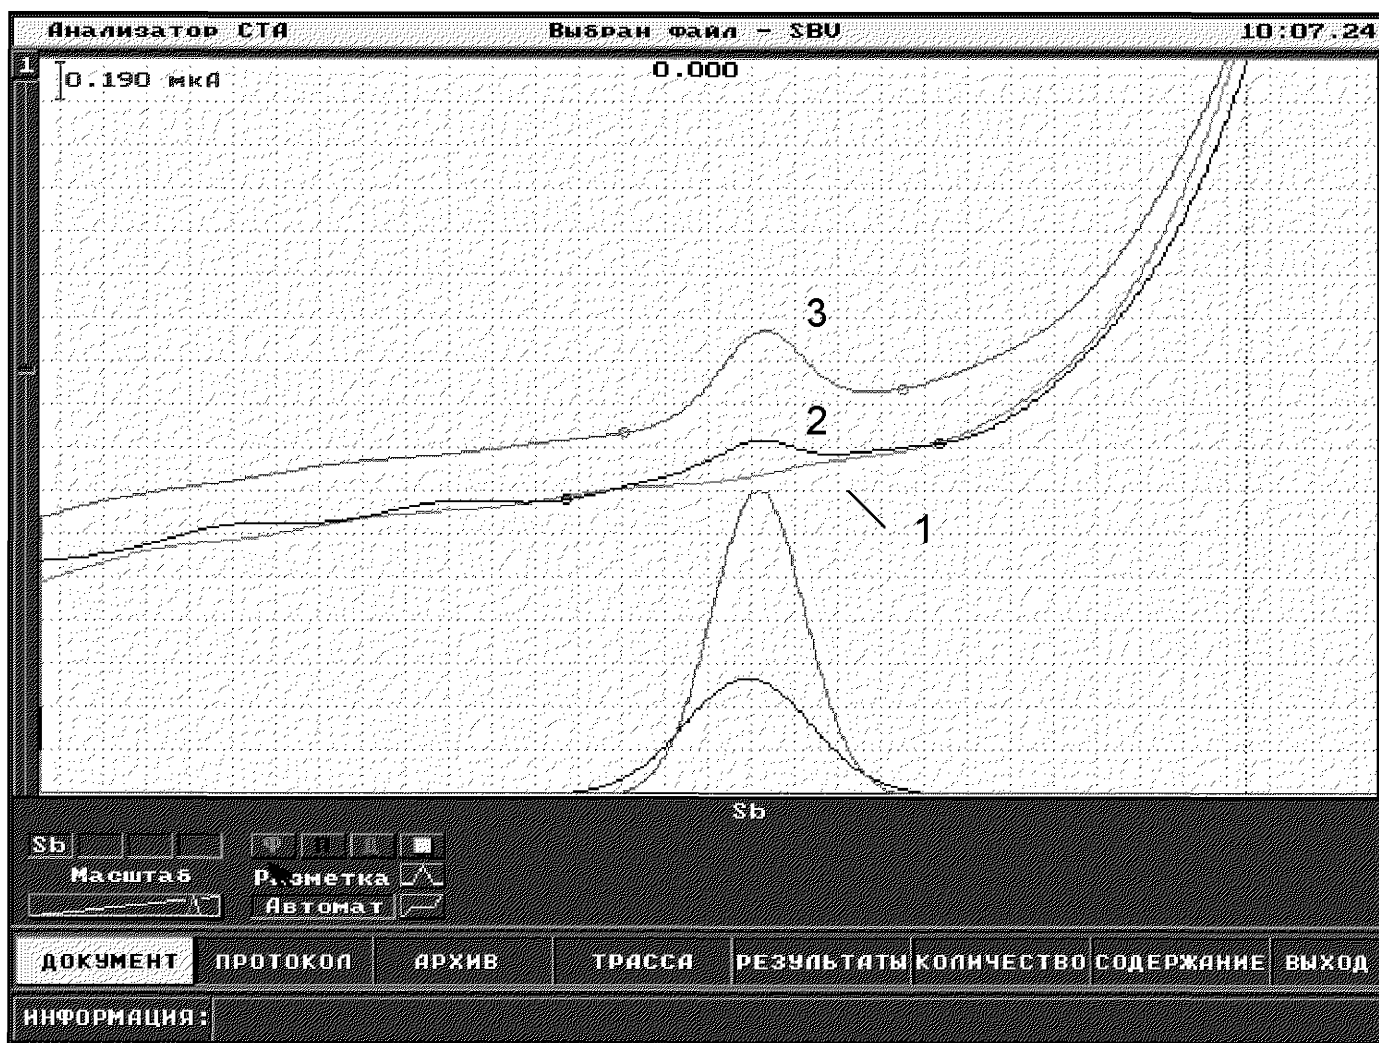 Анализатор СТА Выбран файл - SBV 10:07.24
1
0.190 мкА 0.000
3
2
1
Sb
Sb Ф П Д
Масштаб Разметка
Автомат
ДОКУМЕНТ ПРОТОКОЛ АРХИВ ТРАССА РЕЗУЛЬТАТЫ КОЛИЧЕСТВО СОДЕРЖАНИЕ ВЫХОД
ИНФОРМАЦИЯ: